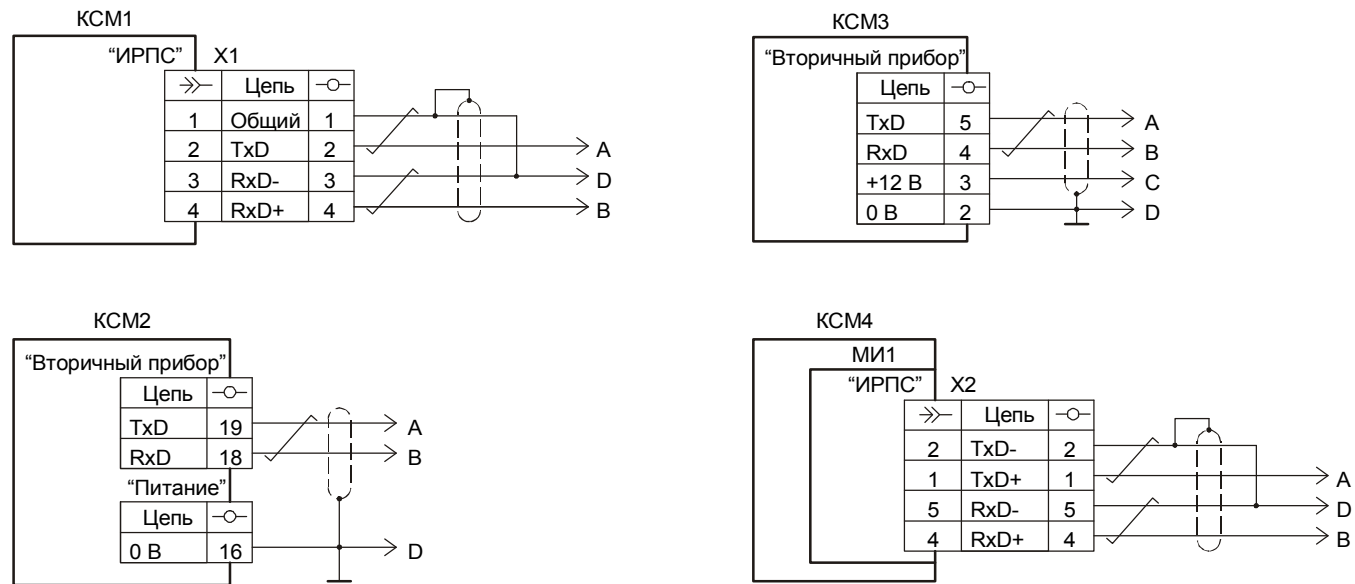 КСМ1
“ИРПС” X1
Цепь
1 Общий 1
2 TxD 2 A
3 RxD- 3 D
4 RxD+ 4 B
КСМ3
“Вторичный прибор”
Цепь
TxD 5 A
RxD 4 B
+12 В 3 C
0 В 2 D
КСМ2
“Вторичный прибор”
Цепь
TxD 19 A
RxD 18 B
“Питание”
Цепь
0 В 16 D
КСМ4
МИ1
“ИРПС” X2
Цепь
2 TxD- 2
1 TxD+ 1 A
5 RxD- 5 D
4 RxD+ 4 B